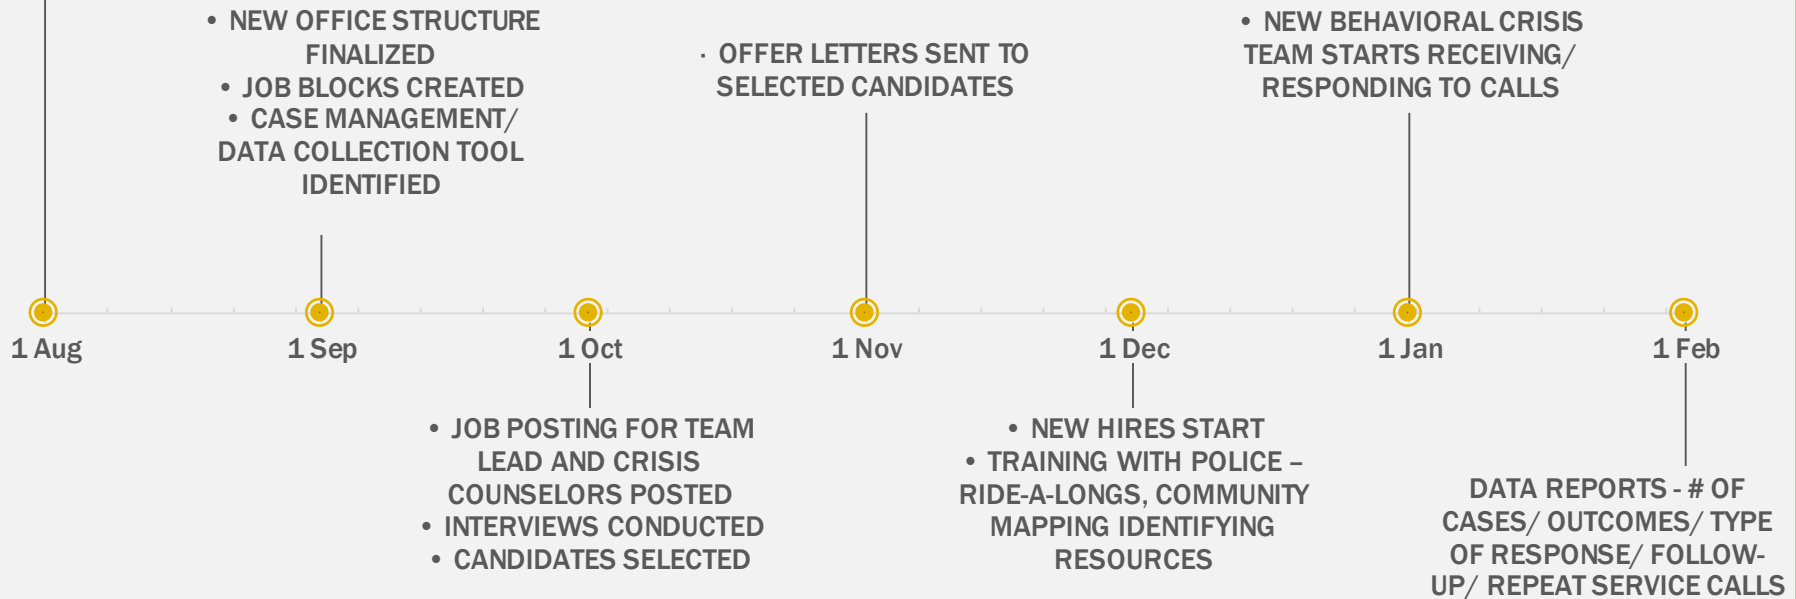 • NEW OFFICE STRUCTURE
FINALIZED
• JOB BLOCKS CREATED
• CASE MANAGEMENT/
DATA COLLECTION TOOL
IDENTIFIED
· OFFER LETTERS SENT TO
SELECTED CANDIDATES
• NEW BEHAVIORAL CRISIS
TEAM STARTS RECEIVING/
RESPONDING TO CALLS
1 Aug
1 Sep
1 Oct
1 Nov
1 Dec
1 Jan
1 Feb
• JOB POSTING FOR TEAM
LEAD AND CRISIS
COUNSELORS POSTED
• INTERVIEWS CONDUCTED
• CANDIDATES SELECTED
• NEW HIRES START
• TRAINING WITH POLICE –
RIDE-A-LONGS, COMMUNITY
MAPPING IDENTIFYING
RESOURCES
DATA REPORTS - # OF
CASES/ OUTCOMES/ TYPE
OF RESPONSE/ FOLLOW-
UP/ REPEAT SERVICE CALLS